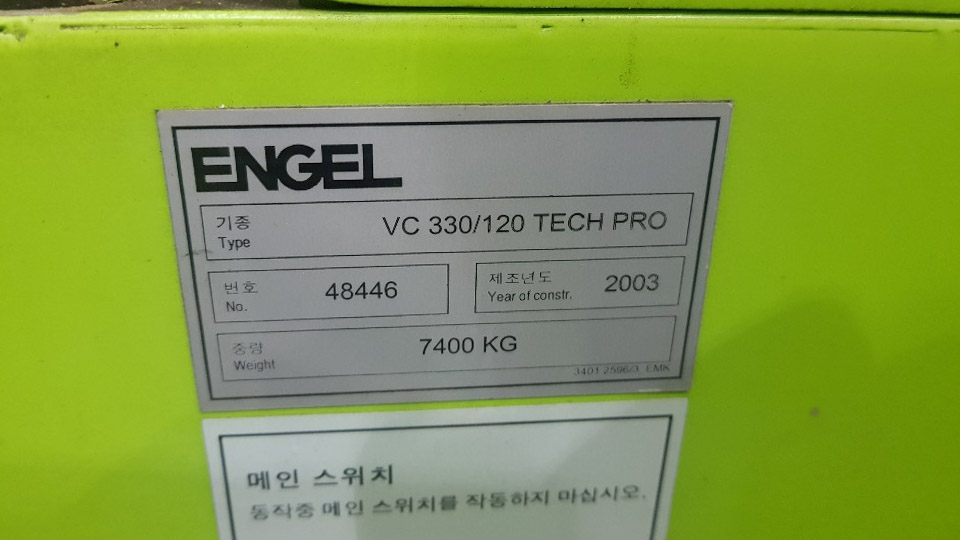 ENGEL
기종
Type
VC 330/120 TECH PRO
번호
No.
48446
제조년도
Year of constr.
2003
중량
Weight
7400 KG
3401 2596/3 EMK
메인 스위치
동작중 메인 스위치를 작동하지 마십시오.